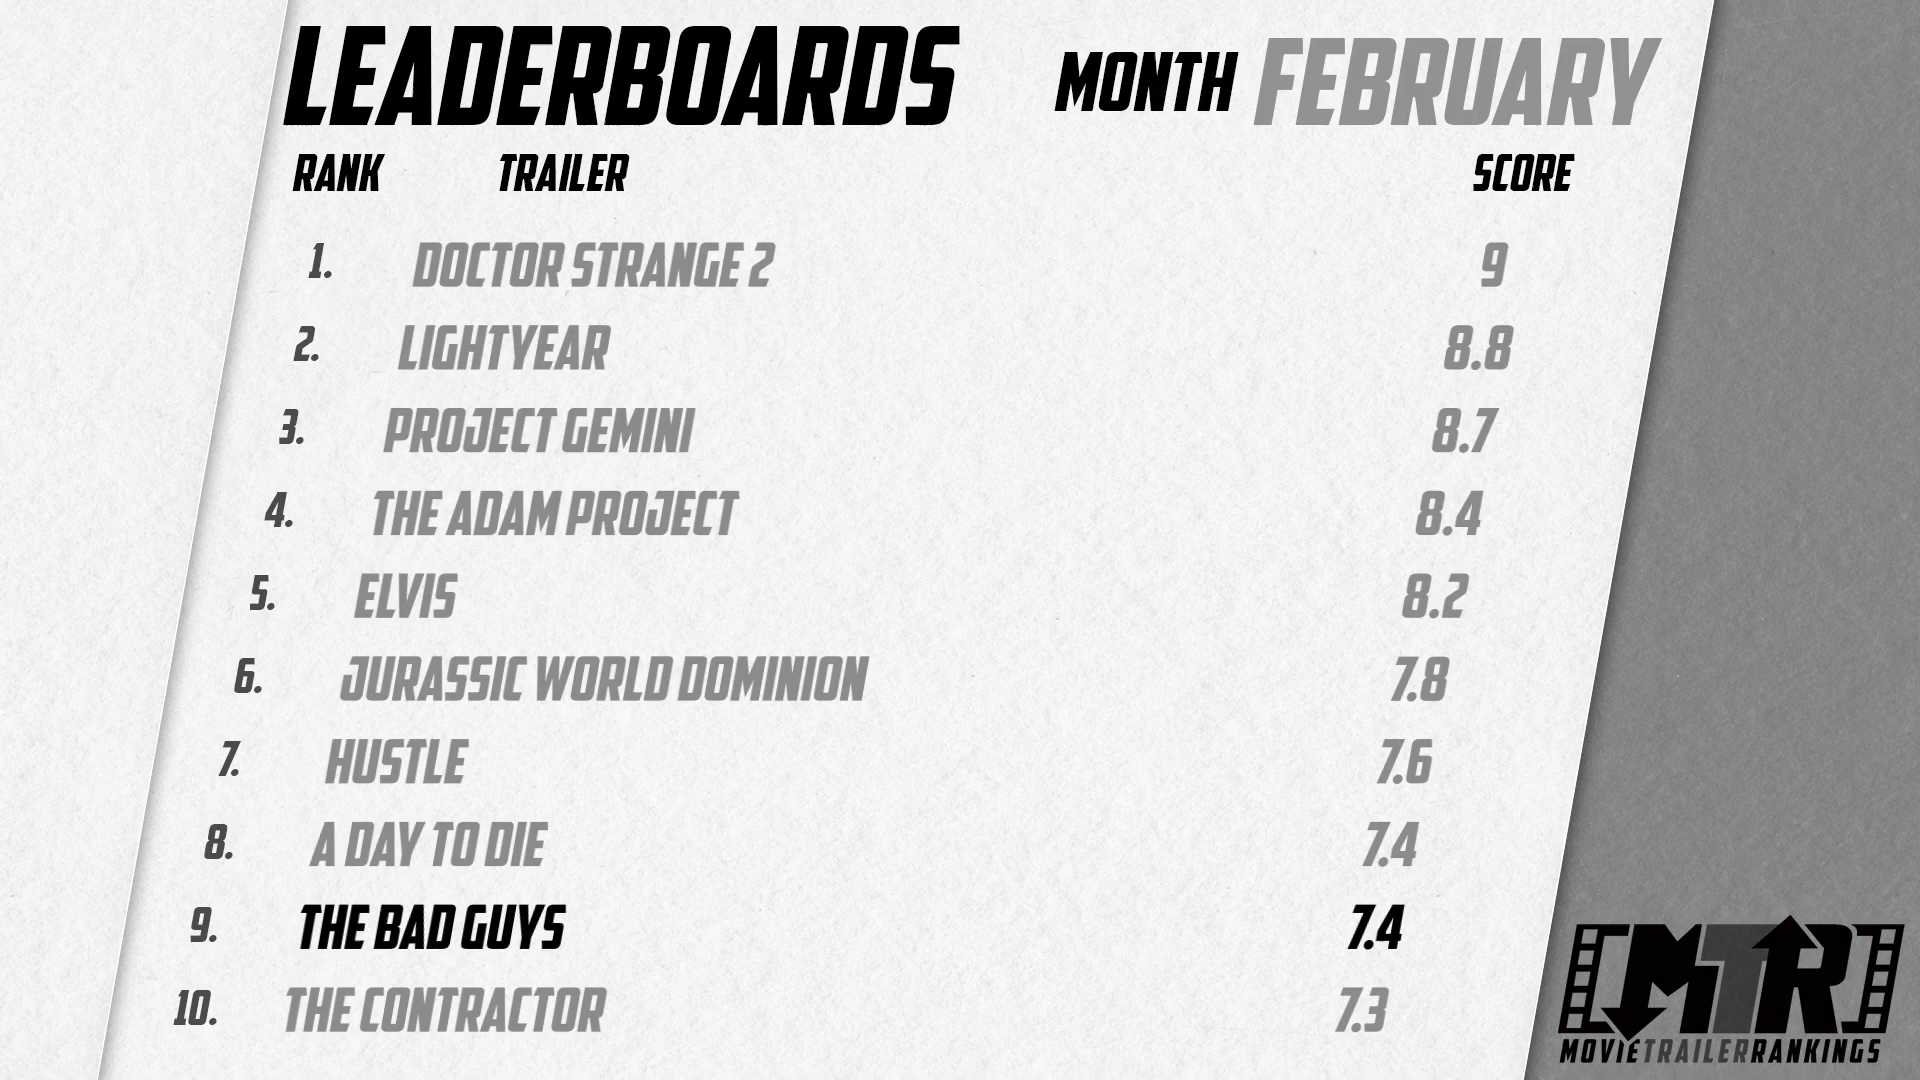 LEADERBOARDS MONTH FEBRUARY
RANK TRAILER SCORE
1. DOCTOR STRANGE 2 9
2. LIGHTYEAR 8.8
3. PROJECT GEMINI 8.7
4. THE ADAM PROJECT 8.4
5. ELVIS 8.2
6. JURASSIC WORLD DOMINION 7.8
7. HUSTLE 7.6
8. A DAY TO DIE 7.4
9. THE BAD GUYS 7.4
10. THE CONTRACTOR 7.3
MTR
MOVIETRAILERRANKINGS